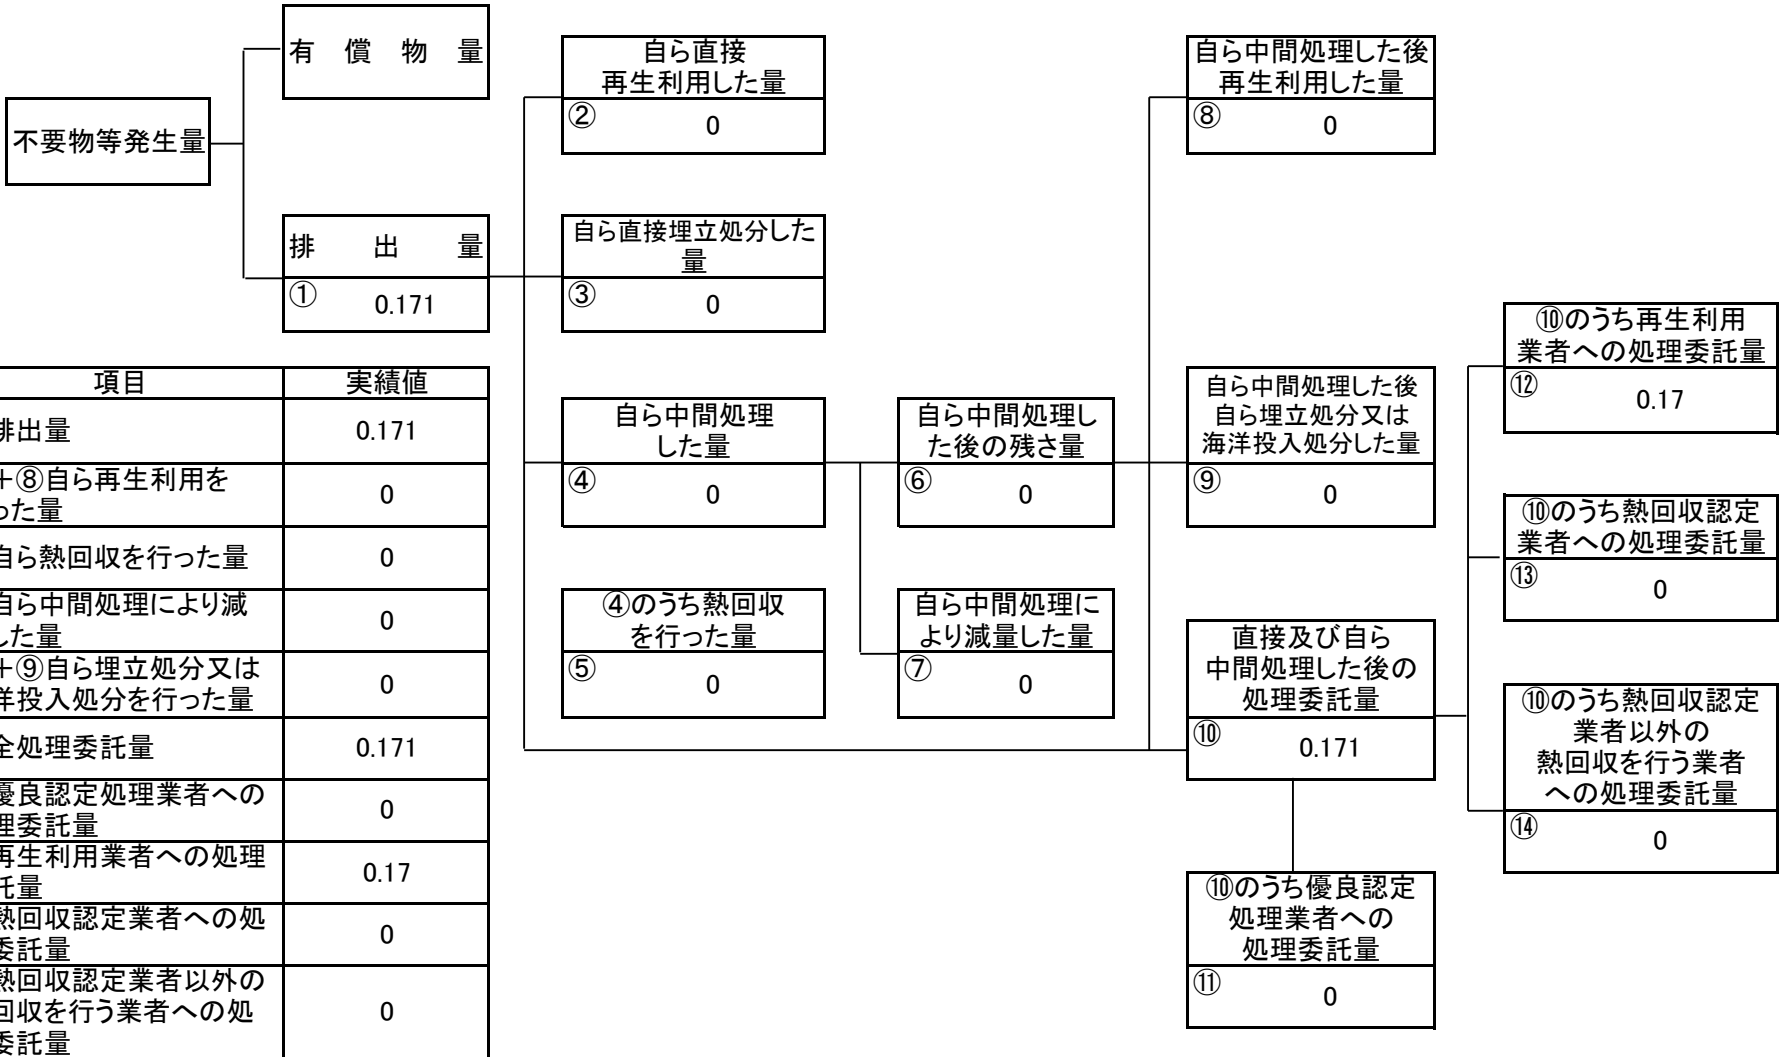 有償物量
不要物等発生量
排出量
①
0.171
自ら直接
再生利用した量
②
0
自ら直接埋立処分した
量
③
0
自ら中間処理
した量
④
0
④のうち熱回収
を行った量
⑤
0
自ら中間処理し
た後の残さ量
⑥
0
自ら中間処理に
より減量した量
⑦
0
自ら中間処理した後
再生利用した量
⑧
0
自ら中間処理した後
自ら埋立処分又は
海洋投入処分した量
⑨
0
直接及び自ら
中間処理した後の
処理委託量
⑩
0.171
⑩のうち優良認定
処理業者への
処理委託量
⑪
0
⑩のうち再生利用
業者への処理委託量
⑫
0.17
⑩のうち熱回収認定
業者への処理委託量
⑬
0
⑩のうち熱回収認定
業者以外の
熱回収を行う業者
への処理委託量
⑭
0
項目
実績値
排出量
0.171
+⑧自ら再生利用を
った量
0
自ら熱回収を行った量
0
自ら中間処理により減
した量
0
+⑨自ら埋立処分又は
洋投入処分を行った量
0
全処理委託量
0.171
優良認定処理業者への
理委託量
0
再生利用業者への処理
託量
0.17
熱回収認定業者への処
委託量
0
熱回収認定業者以外の
回収を行う業者への処
委託量
0